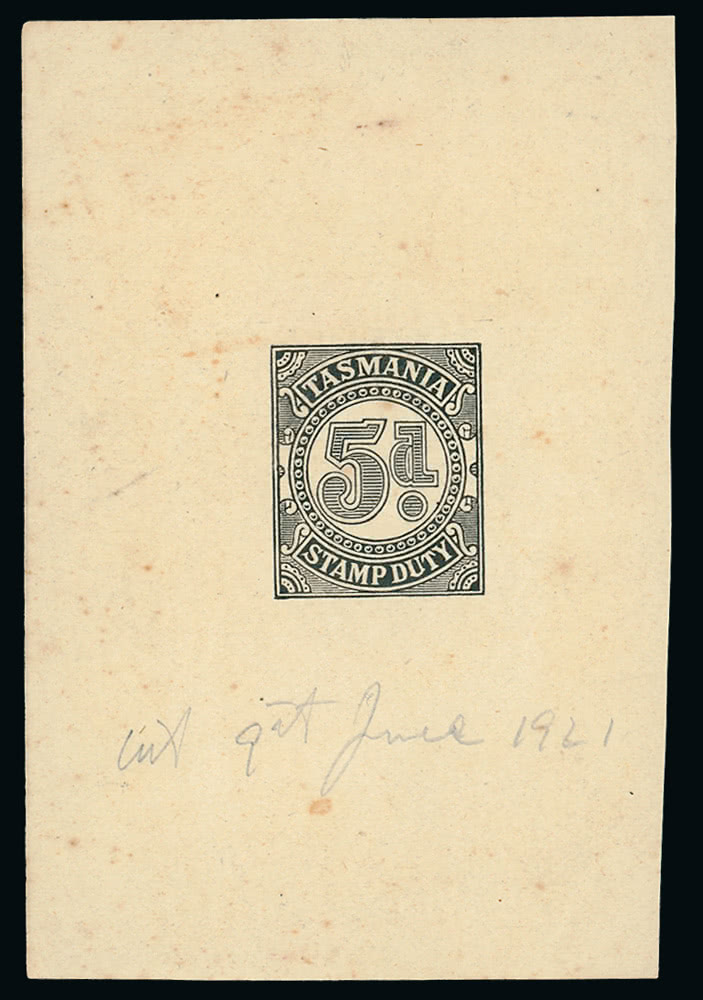 TASMANIA
5d
STAMP DUTY
cut 9th June 1921